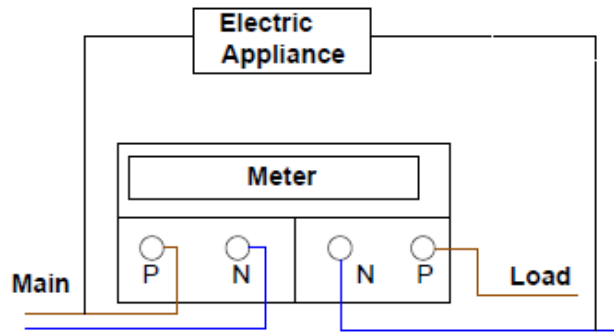 Electric
Appliance
Meter
P N N P
Main
Load